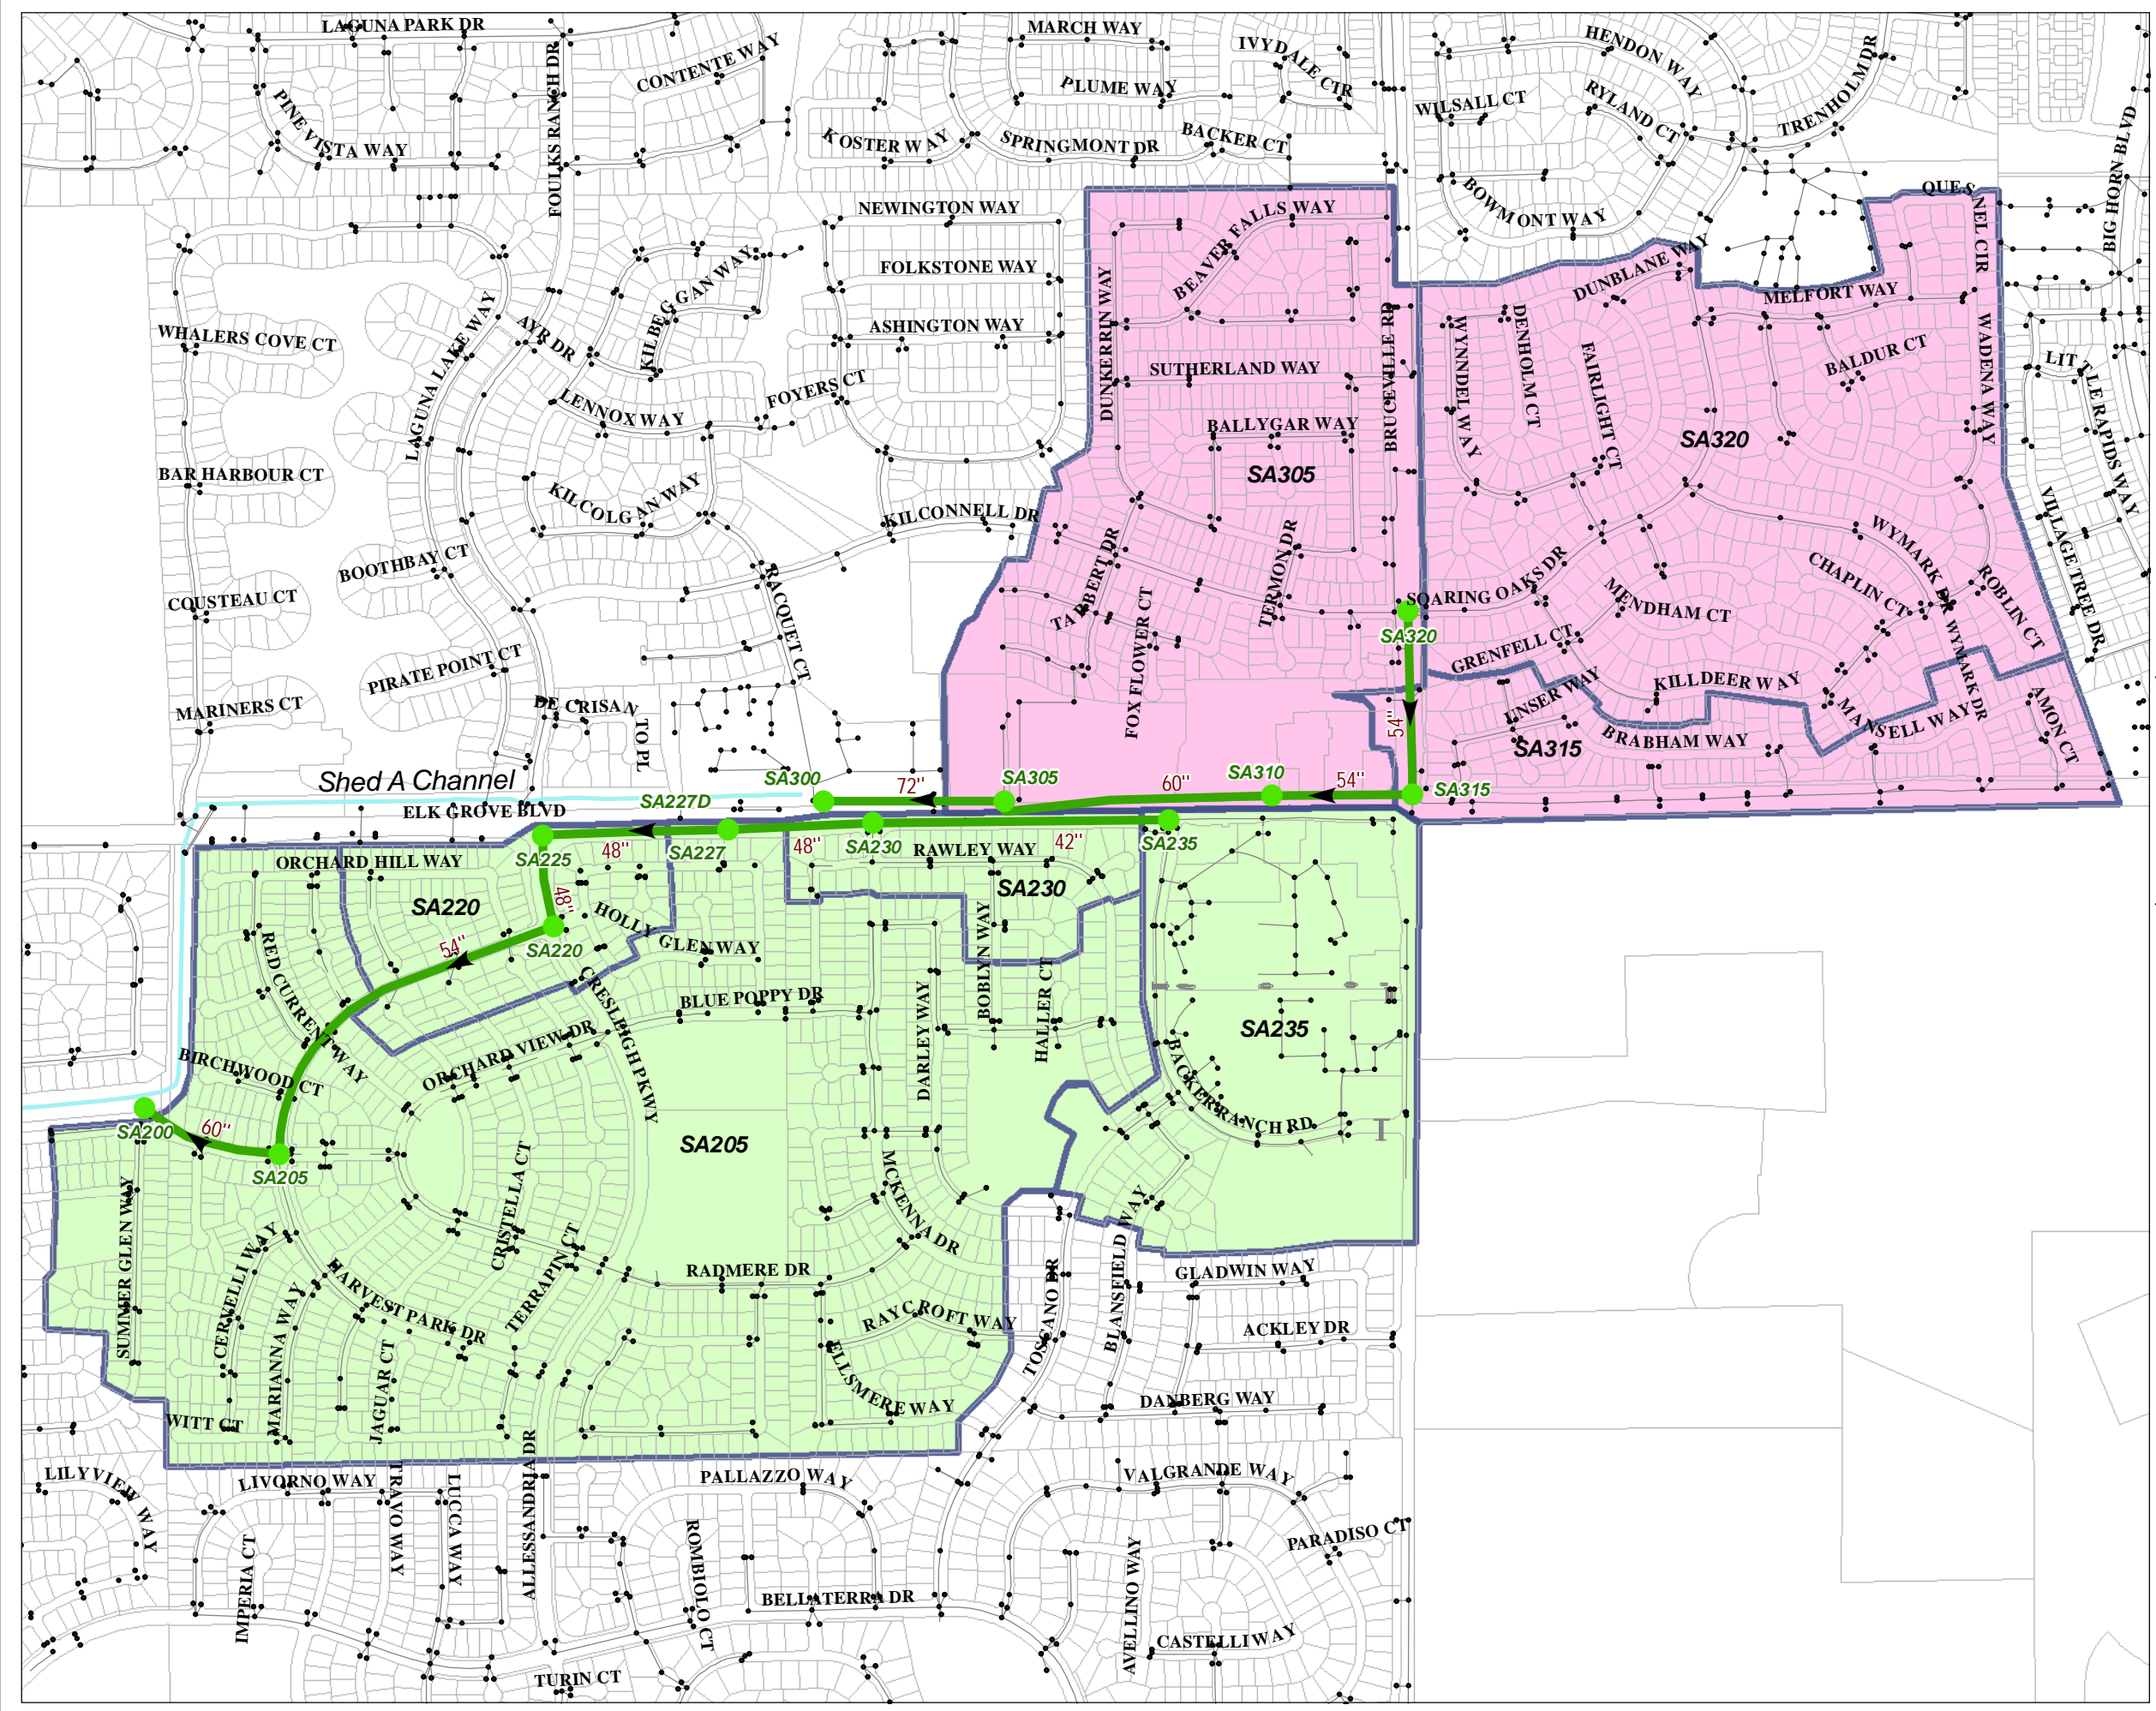 LAGUNA PARK DR
MARCH WAY
IVYDALE CIR
HENDON WAY
CONTENTE WAY
FOULKS RANCH DR
PLUME WAY
WILSALL CT
RYLAND CT
TRENHOLM DR
PINE VISTA WAY
KOSTER WAY
SPRINGMONT DR
BACKER CT
BIG HORN BLVD
BOWMONT WAY
QUESNEL CIR
NEWINGTON WAY
BEAVER FALLS WAY
DUNBLANE WAY
FOLKSTONE WAY
KILBEGGAN WAY
MELFORT WAY
DUNKERRIN WAY
WHALERS COVE CT
LAGUNA LAKE WAY
AYR DR
ASHINGTON WAY
BRUCEVILLE RD
WYNNDEL WAY
DENHOLM CT
FAIRLIGHT CT
BALDUR CT
WADENA WAY
LITTLE RAPIDS WAY
SUTHERLAND WAY
FOYERS CT
LENNOX WAY
BALLYGAR WAY
SA320
SA305
BAR HARBOUR CT
KILCOLGAN WAY
KILCONNELL DR
VILLAGE TREE DR
WYMARK DR
BOOTHBAY CT
RACQUET CT
TARBERT DR
TERMON DR
SOARING OAKS DR
CHAPLIN CT
ROBLIN CT
COUSTEAU CT
FOX FLOWER CT
MENDHAM CT
SA320
GRENFELL CT
WYMARK DR
PIRATE POINT CT
KILLDEER WAY
UNSER WAY
MARINERS CT
DE CRISANTO PL
54"
MANSELL WAY
AMON CT
BRABHAM WAY
SA315
Shed A Channel
SA300
72"
SA305
60"
SA310
54"
SA315
SA227D
ELK GROVE BLVD
SA225
48"
SA227
48"
SA230
42"
SA235
ORCHARD HILL WAY
RAWLEY WAY
SA230
SA220
48"
HOLLY GLEN WAY
54"
SA220
RED CURRENT WAY
CRESLEIGH PKWY
BLUE POPPY DR
BOBLYN WAY
HALLER CT
DARLEY WAY
SA235
ORCHARD VIEW DR
BIRCHWOOD CT
BACKER RANCH RD
SA200
60"
SA205
SA205
MCKENNA DR
CRISTELLA CT
SUMMER GLEN WAY
CERVELLI WAY
TERRAPIN CT
BLANSFIELD WAY
HARVEST PARK DR
MARIANNA WAY
RADMERE DR
TOSCANO DR
GLADWIN WAY
RAYCROFT WAY
ACKLEY DR
JAGUAR CT
ELLSMERE WAY
DANBERG WAY
WITT CT
LILYVIEW WAY
LIVORNO WAY
TRAVO WAY
LUCCA WAY
ALLESSANDRIA DR
PALLAZZO WAY
VALGRANDE WAY
IMPERIA CT
ROMBIOLO CT
AVELLINO WAY
PARADISO CT
BELLATERRA DR
CASTELLI WAY
TURIN CT